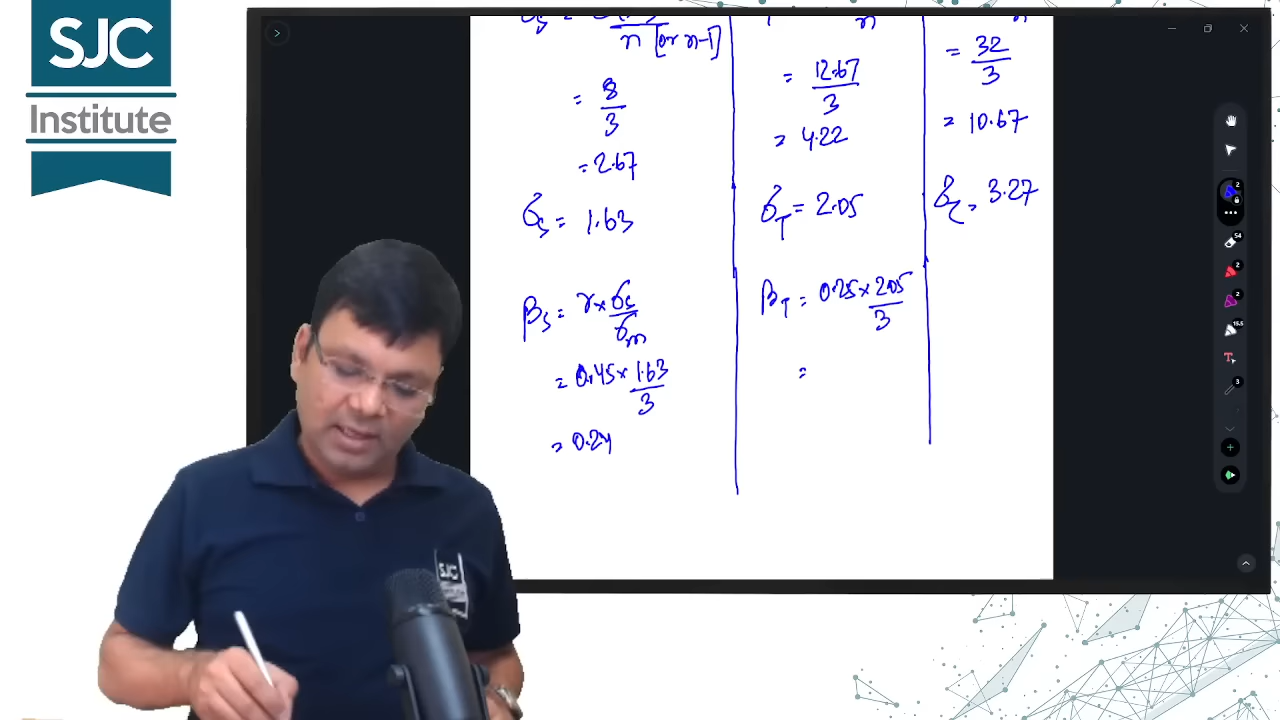 SJC
Institute
n [or n-1]
= 8/3
= 2.67
σs = 1.63
βs = r × σs/σm
= 0.45 × 1.63/3
= 0.24
n
= 12.67/3
= 4.22
σT = 2.05
βT = 0.25 × 2.05/3
=
n
= 32/3
= 10.67
σC = 3.27
SJC